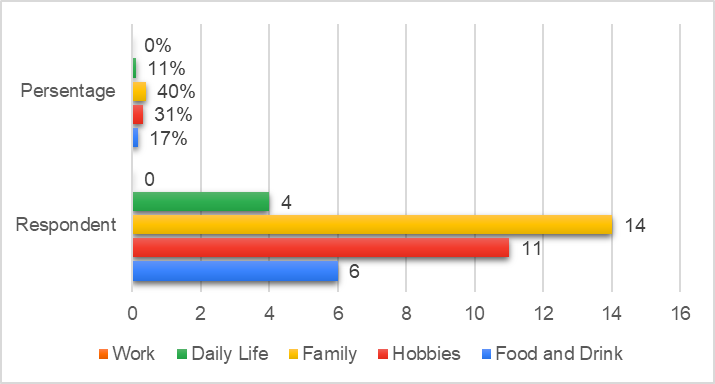 0%
11%
Persentage
40%
31%
17%
0
4
Respondent
14
11
6
0 2 4 6 8 10 12 14 16
Work Daily Life Family Hobbies Food and Drink